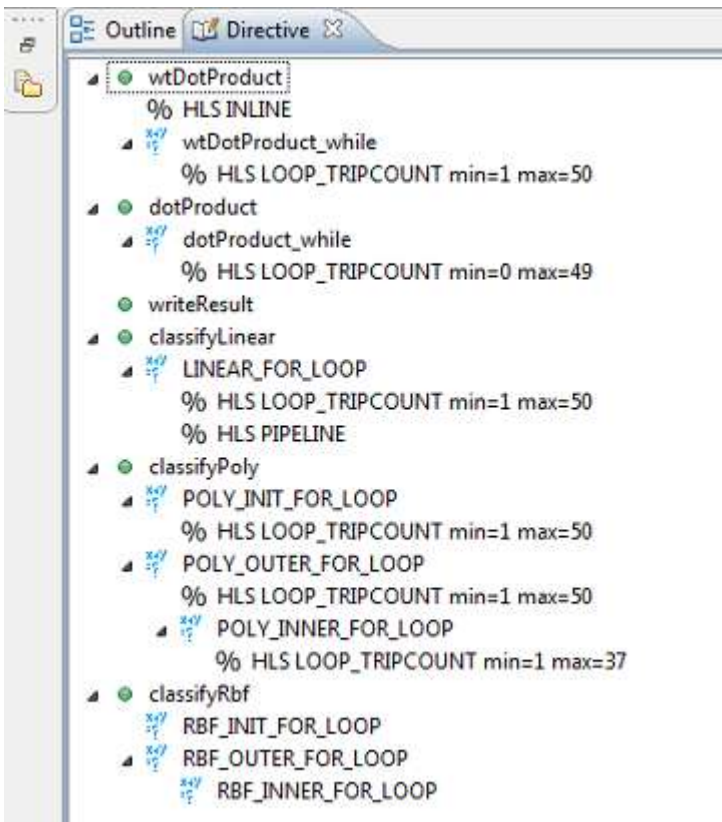 Outline Directive
wtDotProduct
% HLS INLINE
wtDotProduct_while
% HLS LOOP_TRIPCOUNT min=1 max=50
dotProduct
dotProduct_while
% HLS LOOP_TRIPCOUNT min=0 max=49
writeResult
classifyLinear
LINEAR_FOR_LOOP
% HLS LOOP_TRIPCOUNT min=1 max=50
% HLS PIPELINE
classifyPoly
POLY_INIT_FOR_LOOP
% HLS LOOP_TRIPCOUNT min=1 max=50
POLY_OUTER_FOR_LOOP
% HLS LOOP_TRIPCOUNT min=1 max=50
POLY_INNER_FOR_LOOP
% HLS LOOP_TRIPCOUNT min=1 max=37
classifyRbf
RBF_INIT_FOR_LOOP
RBF_OUTER_FOR_LOOP
RBF_INNER_FOR_LOOP